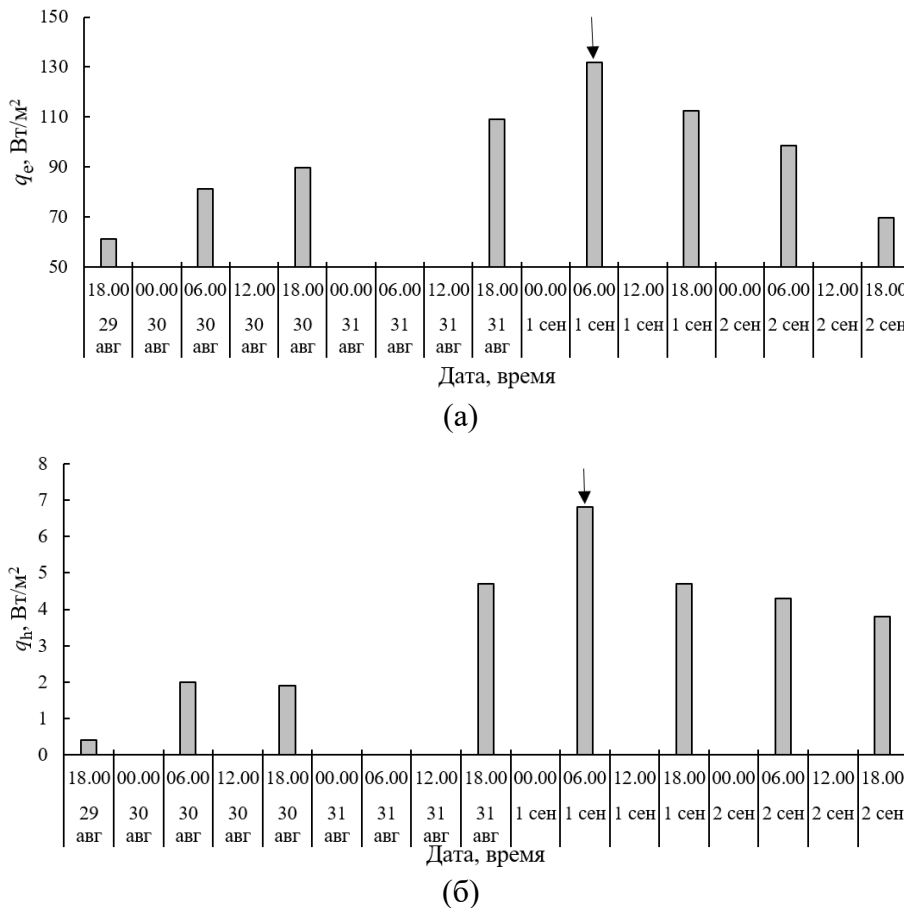 150
130
110
90
70
50
qe, Вт/м²
18.00 00.00 06.00 12.00 18.00 00.00 06.00 12.00 18.00 00.00 06.00 12.00 18.00 00.00 06.00 12.00 18.00
29 30 30 30 30 31 31 31 31 1 сен 1 сен 1 сен 1 сен 2 сен 2 сен 2 сен 2 сен
авг авг авг авг авг авг авг авг авг
Дата, время
(а)
8
7
6
5
4
3
2
1
0
qh, Вт/м²
18.00 00.00 06.00 12.00 18.00 00.00 06.00 12.00 18.00 00.00 06.00 12.00 18.00 00.00 06.00 12.00 18.00
29 30 30 30 30 31 31 31 31 1 сен 1 сен 1 сен 1 сен 2 сен 2 сен 2 сен 2 сен
авг авг авг авг авг авг авг авг авг
Дата, время
(б)